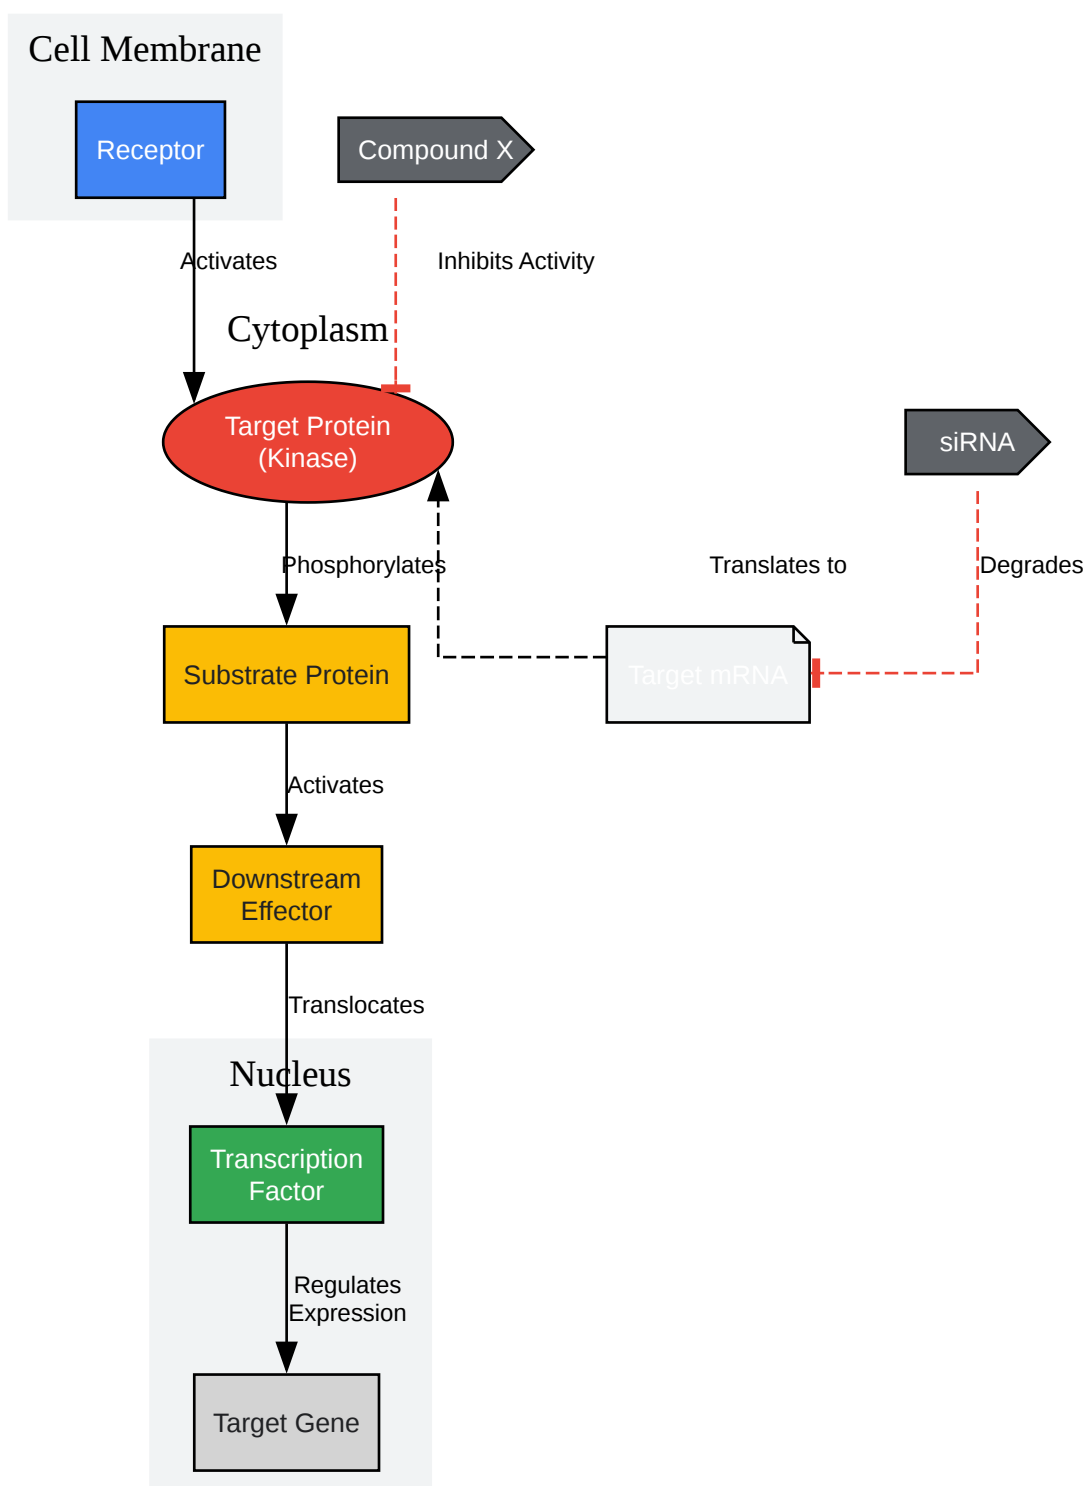 Cell Membrane
Receptor
Compound X
Activates
Inhibits Activity
Cytoplasm
Target Protein
(Kinase)
siRNA
Phosphorylates
Translates to
Degrades
Substrate Protein
Target mRNA
Activates
Downstream
Effector
Translocates
Nucleus
Transcription
Factor
Regulates
Expression
Target Gene